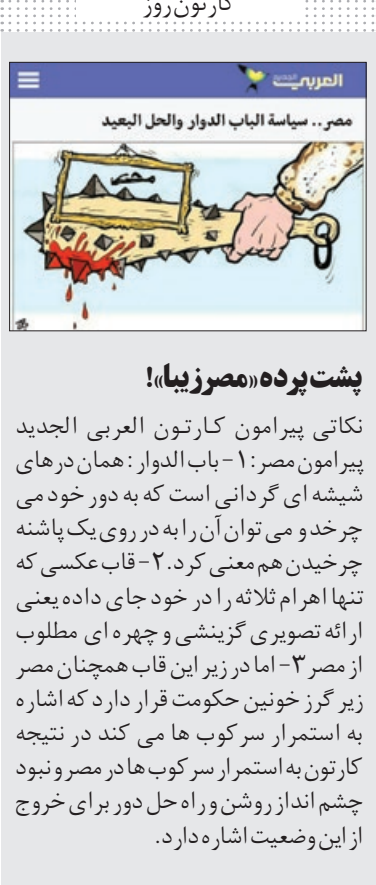 کارتون روز
العربي الجديد
مصر.. سياسة الباب الدوار والحل البعيد
پشت پرده «مصر زیبا»!
نکاتی پیرامون کارتون العربی الجدید
پیرامون مصر: ۱- باب الدوار: همان درهای
شیشه ای گردانی است که به دور خود می
چرخد و می توان آن را به در روی یک پاشنه
چرخیدن هم معنی کرد. ۲- قاب عکسی که
تنها اهرام ثلاثه را در خود جای داده یعنی
ارائه تصویری گزینشی و چهره ای مطلوب
از مصر ۳- اما در زیر این قاب همچنان مصر
زیر گرز خونین حکومت قرار دارد که اشاره
به استمرار سرکوب ها می کند در نتیجه
کارتون به استمرار سرکوب ها در مصر و نبود
چشم انداز روشن و راه حل دور برای خروج
از این وضعیت اشاره دارد.